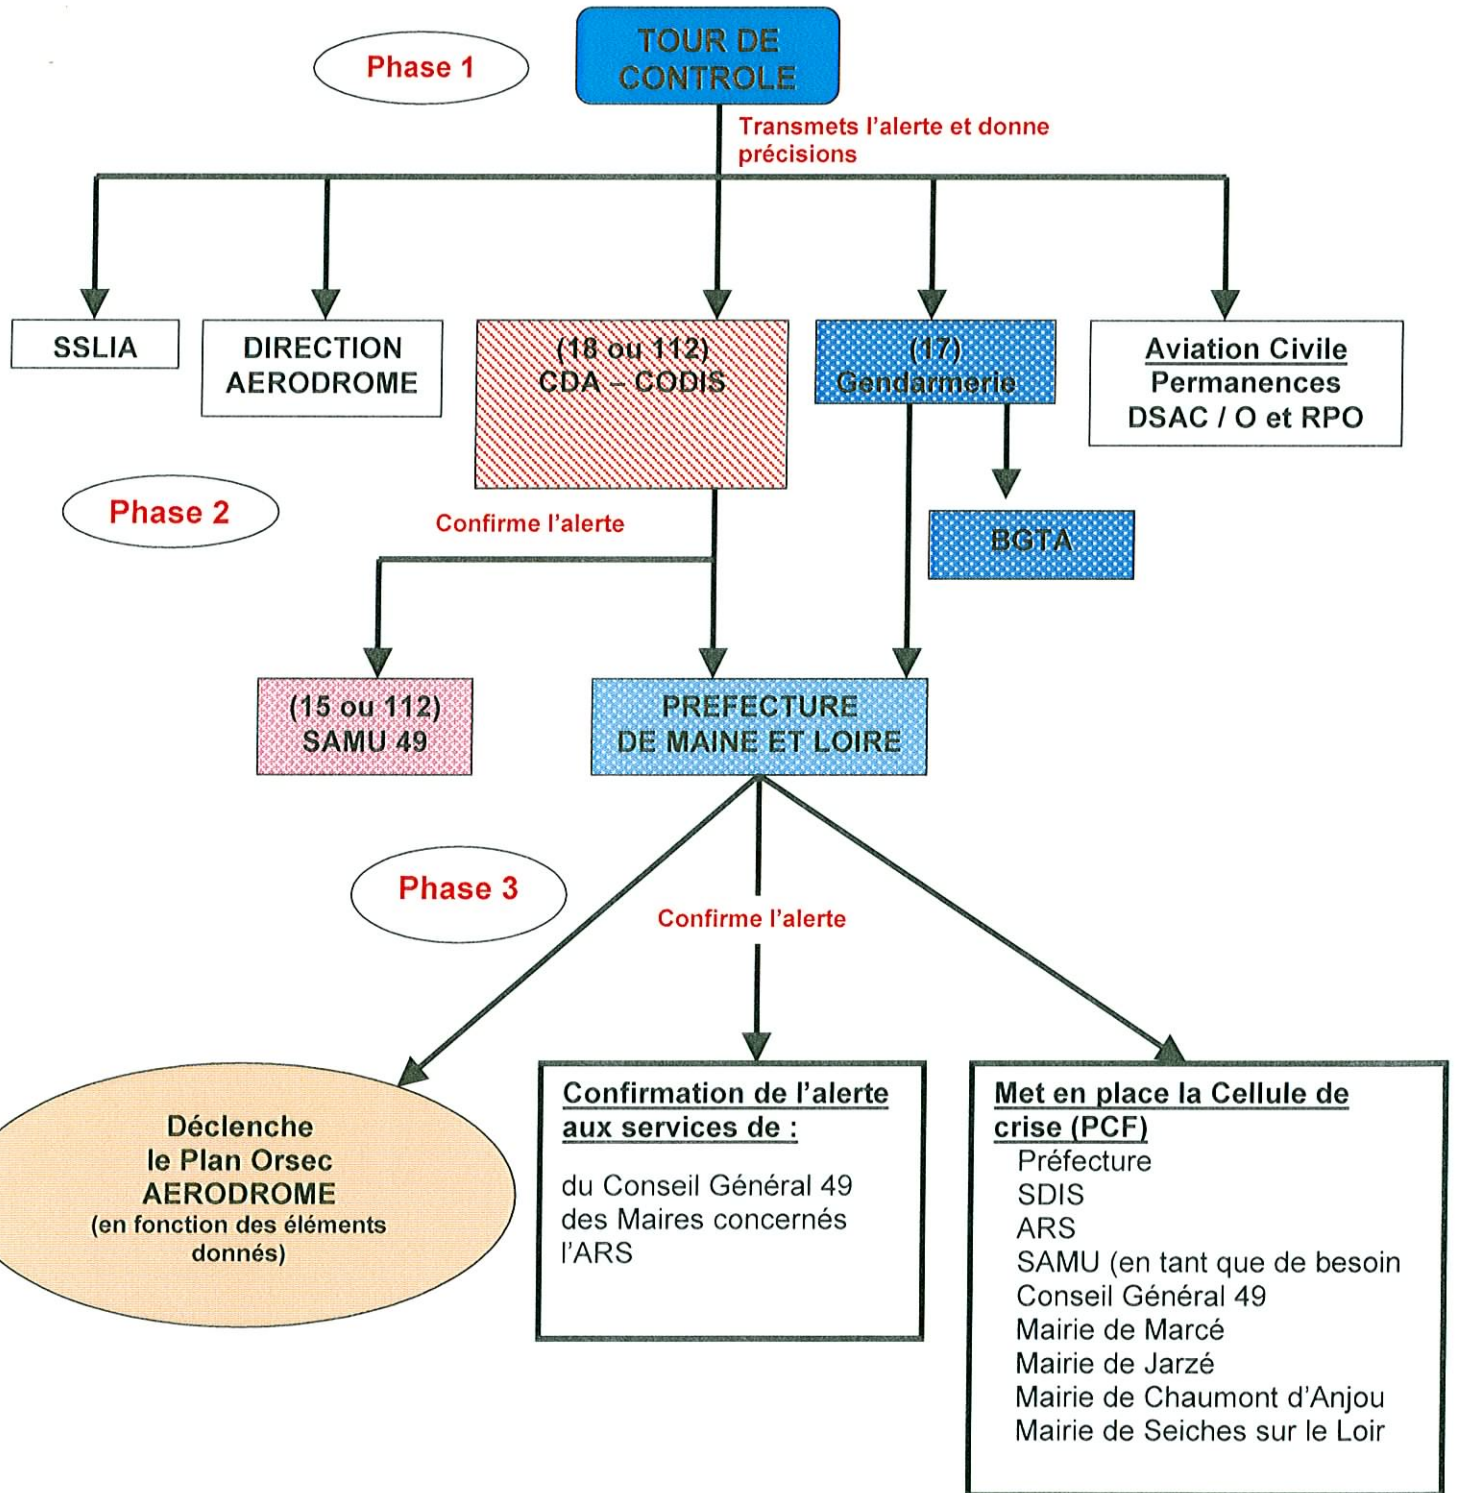 Phase 1
TOUR DE
CONTROLE
Transmets l'alerte et donne
précisions
SSLIA
DIRECTION
AERODROME
(18 ou 112)
CDA – CODIS
(17)
Gendarmerie
Aviation Civile
Permanences
DSAC / O et RPO
Phase 2
Confirme l'alerte
BGTA
(15 ou 112)
SAMU 49
PREFECTURE
DE MAINE ET LOIRE
Phase 3
Confirme l'alerte
Déclenche
le Plan Orsec
AERODROME
(en fonction des éléments
donnés)
Confirmation de l'alerte
aux services de :
du Conseil Général 49
des Maires concernés
l'ARS
Met en place la Cellule de
crise (PCF)
Préfecture
SDIS
ARS
SAMU (en tant que de besoin
Conseil Général 49
Mairie de Marcé
Mairie de Jarzé
Mairie de Chaumont d'Anjou
Mairie de Seiches sur le Loir